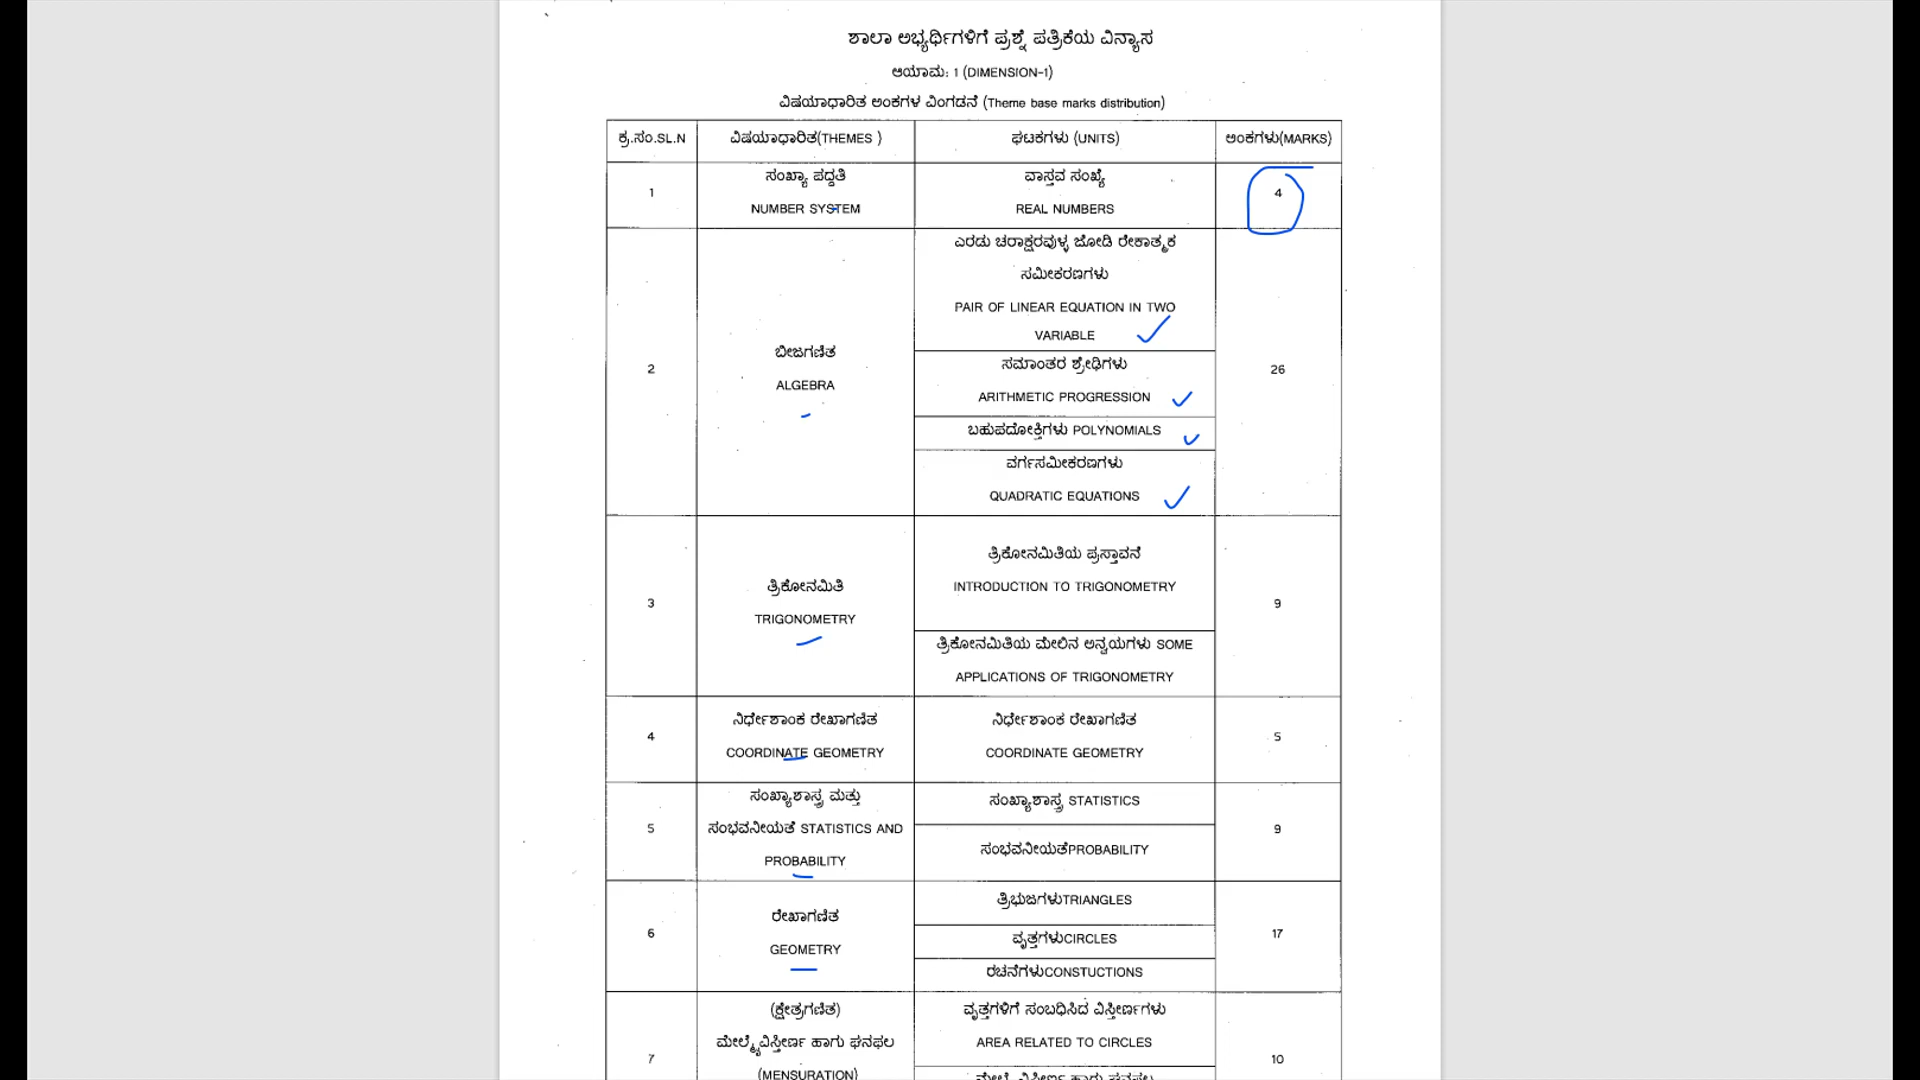 ಶಾಲಾ ಅಭ್ಯರ್ಥಿಗಳಿಗೆ ಪ್ರಶ್ನೆ ಪತ್ರಿಕೆಯ ವಿನ್ಯಾಸ
ಆಯಾಮ: 1 (DIMENSION-1)
ವಿಷಯಾಧಾರಿತ ಅಂಕಗಳ ವಿಂಗಡನೆ (Theme base marks distribution)
ಕ್ರ.ಸಂ.SL.N ವಿಷಯಾಧಾರಿತ(THEMES ) ಘಟಕಗಳು (UNITS) ಅಂಕಗಳು(MARKS)
1
ಸಂಖ್ಯಾ ಪದ್ದತಿ
NUMBER SYSTEM
ವಾಸ್ತವ ಸಂಖ್ಯೆ
REAL NUMBERS
4
2
ಬೀಜಗಣಿತ
ALGEBRA
ಎರಡು ಚರಾಕ್ಷರವುಳ್ಳ ಜೋಡಿ ರೇಕಾತ್ಮಕ
ಸಮೀಕರಣಗಳು
PAIR OF LINEAR EQUATION IN TWO
VARIABLE
ಸಮಾಂತರ ಶ್ರೇಢಿಗಳು
ARITHMETIC PROGRESSION
ಬಹುಪದೋಕ್ತಿಗಳು POLYNOMIALS
ವರ್ಗಸಮೀಕರಣಗಳು
QUADRATIC EQUATIONS
26
3
ತ್ರಿಕೋನಮಿತಿ
TRIGONOMETRY
ತ್ರಿಕೋನಮಿತಿಯ ಪ್ರಸ್ತಾವನೆ
INTRODUCTION TO TRIGONOMETRY
ತ್ರಿಕೋನಮಿತಿಯ ಮೇಲಿನ ಅನ್ವಯಗಳು SOME
APPLICATIONS OF TRIGONOMETRY
9
4
ನಿರ್ಧೇಶಾಂಕ ರೇಖಾಗಣಿತ
COORDINATE GEOMETRY
ನಿರ್ಧೇಶಾಂಕ ರೇಖಾಗಣಿತ
COORDINATE GEOMETRY
5
5
ಸಂಖ್ಯಾಶಾಸ್ತ್ರ ಮತ್ತು
ಸಂಭವನೀಯತೆ STATISTICS AND
PROBABILITY
ಸಂಖ್ಯಾಶಾಸ್ತ್ರ STATISTICS
ಸಂಭವನೀಯತೆPROBABILITY
9
6
ರೇಖಾಗಣಿತ
GEOMETRY
ತ್ರಿಭುಜಗಳುTRIANGLES
ವೃತ್ತಗಳುCIRCLES
ರಚನೆಗಳುCONSTUCTIONS
17
7
(ಕ್ಷೇತ್ರಗಣಿತ)
ಮೇಲ್ಮೈವಿಸ್ತೀರ್ಣ ಹಾಗು ಘನಫಲ
(MENSURATION)
ವೃತ್ತಗಳಿಗೆ ಸಂಬಧಿಸಿದ ವಿಸ್ತೀರ್ಣಗಳು
AREA RELATED TO CIRCLES
10